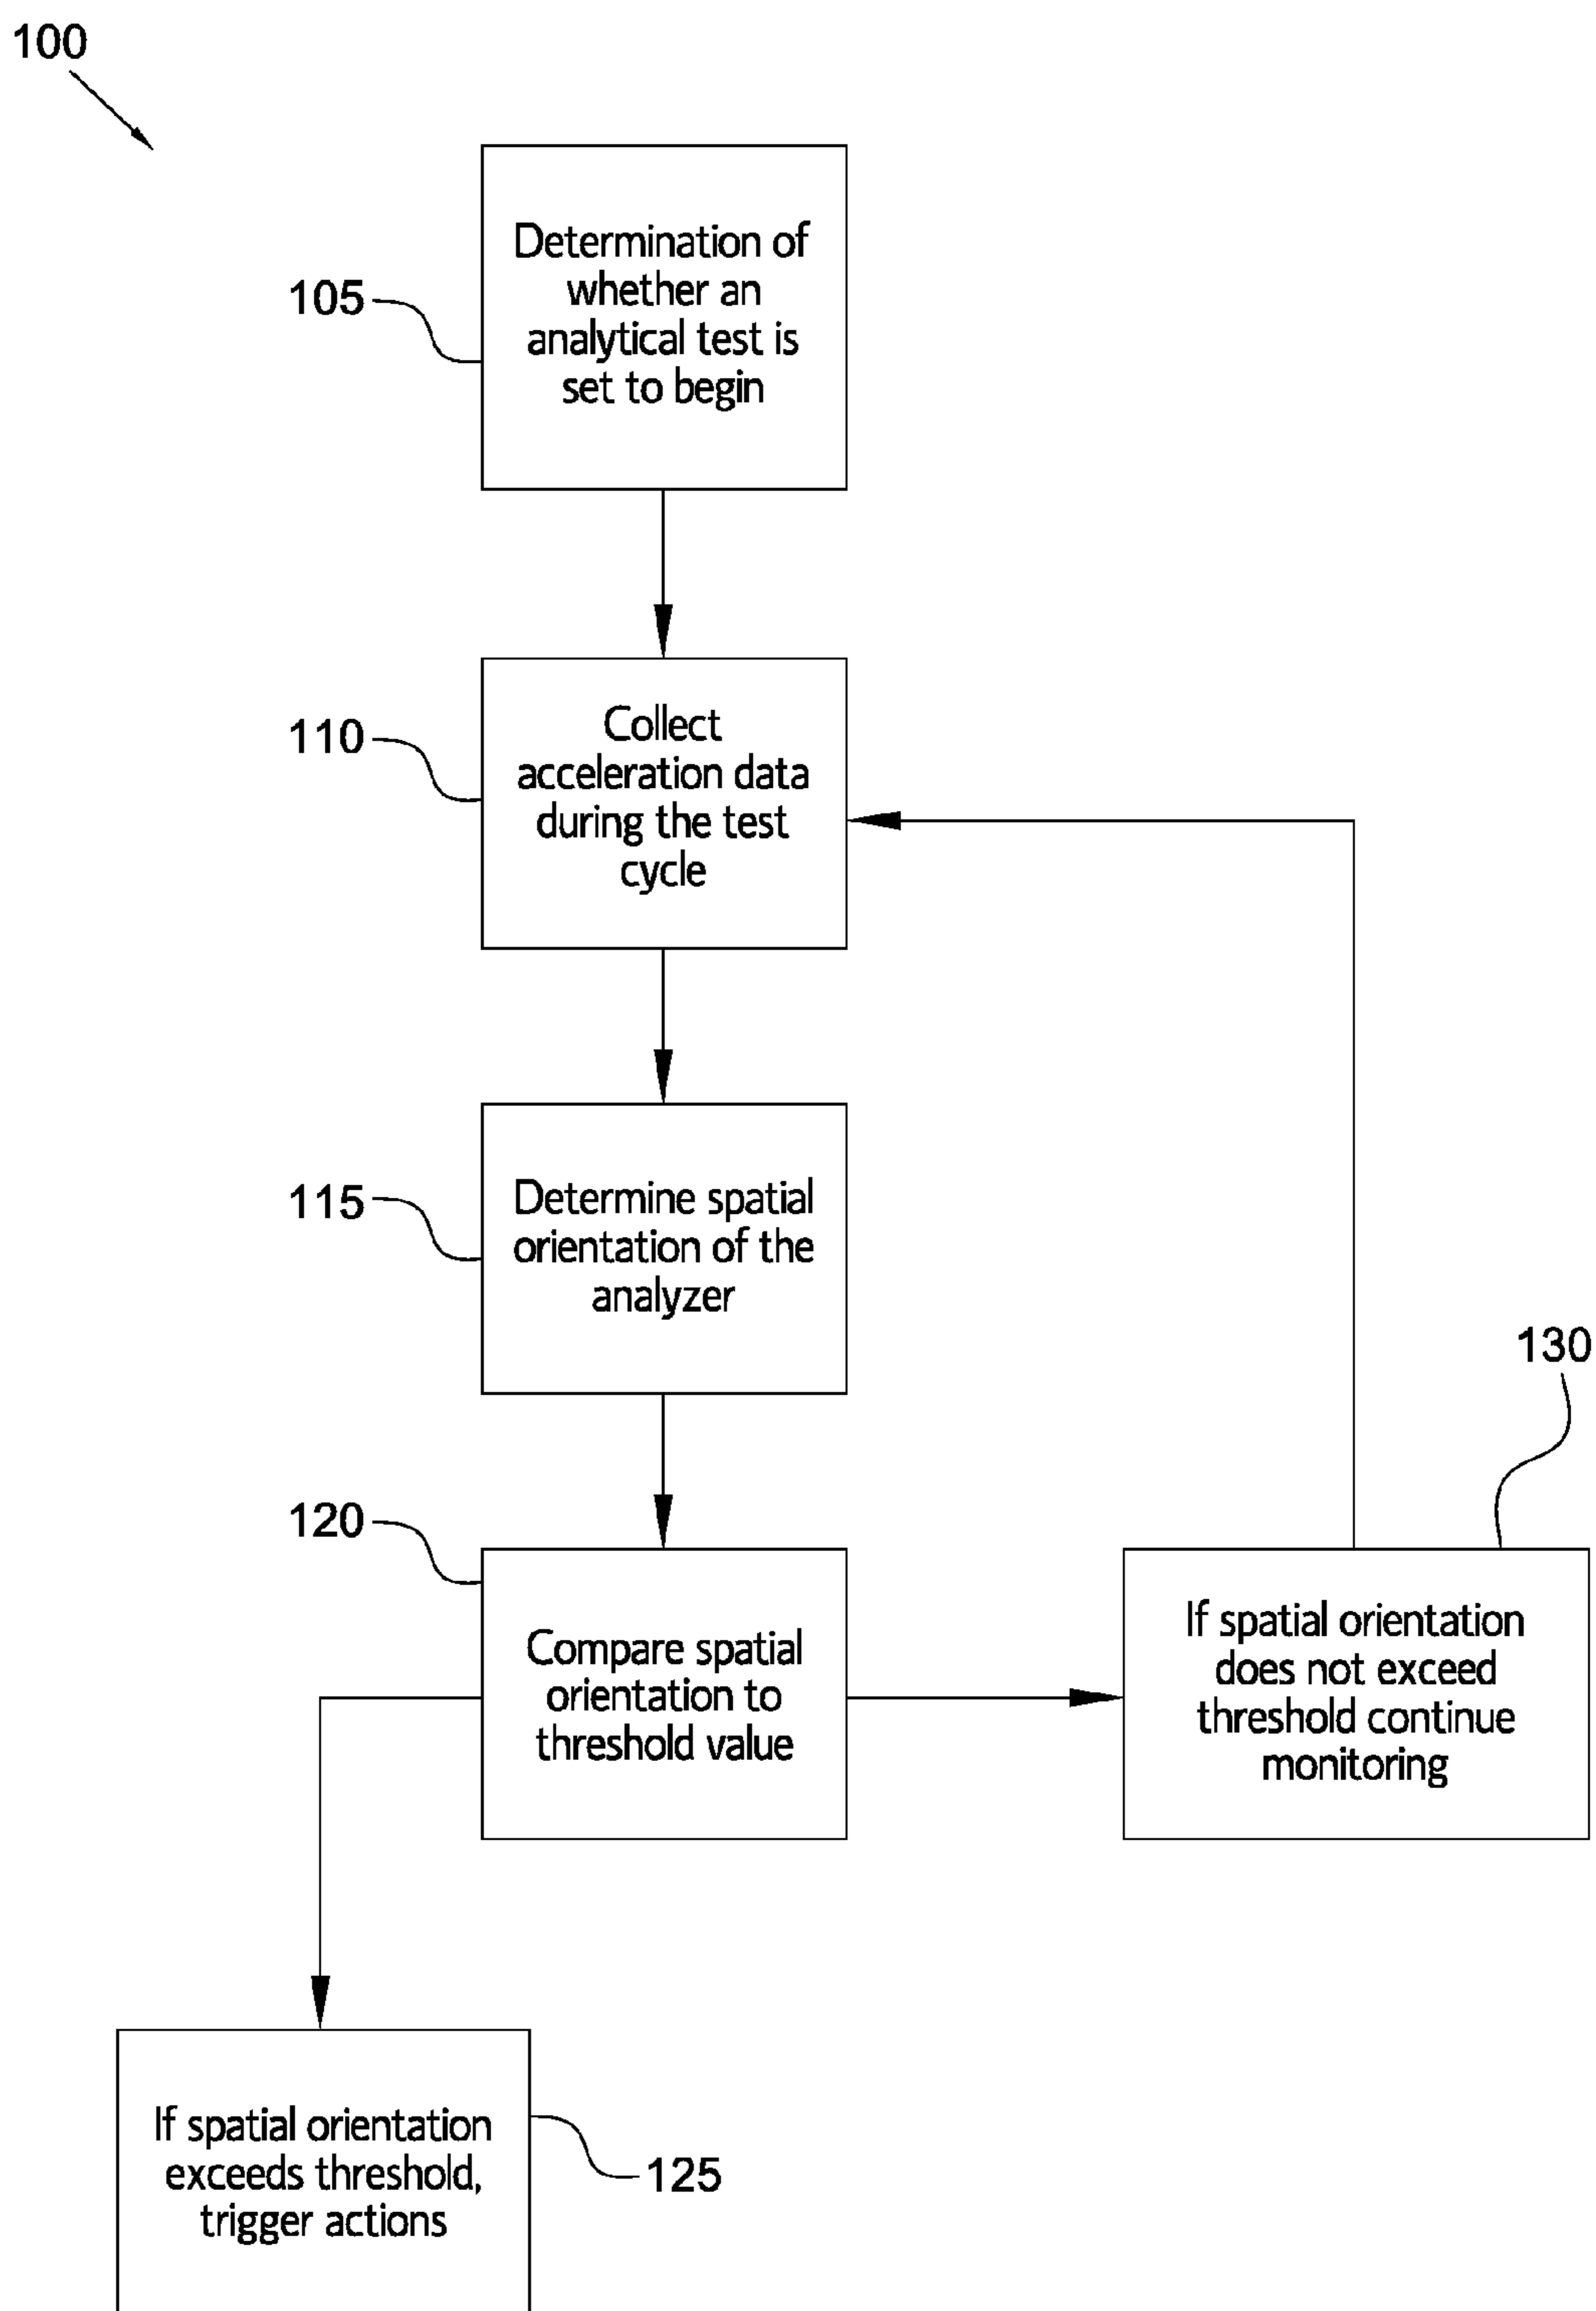 100
Determination of
whether an
analytical test is
set to begin
105
Collect
acceleration data
during the test
cycle
110
Determine spatial
orientation of the
analyzer
115
130
120
Compare spatial
orientation to
threshold value
If spatial orientation
does not exceed
threshold continue
monitoring
If spatial orientation
exceeds threshold,
trigger actions
125